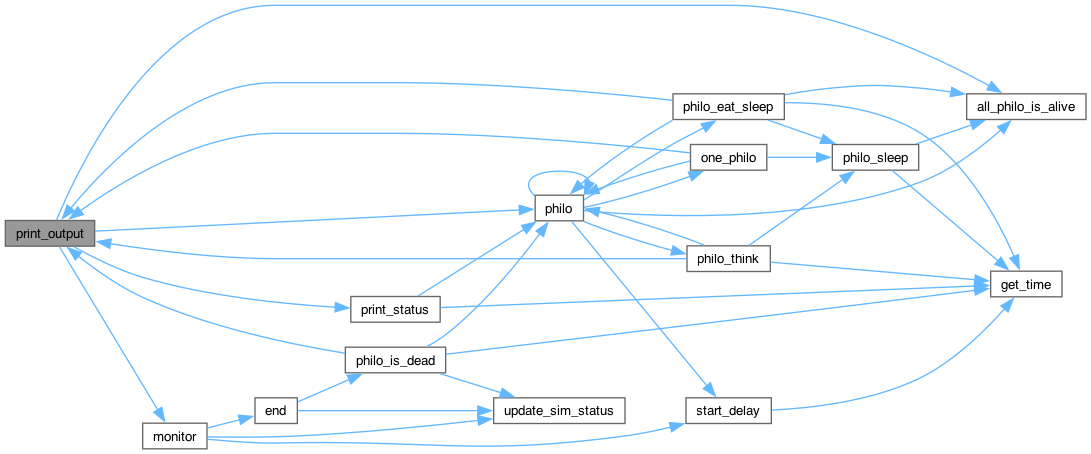 philo_eat_sleep
all_philo_is_alive
one_philo
philo_sleep
philo
print_output
philo_think
get_time
print_status
philo_is_dead
end
update_sim_status
start_delay
monitor